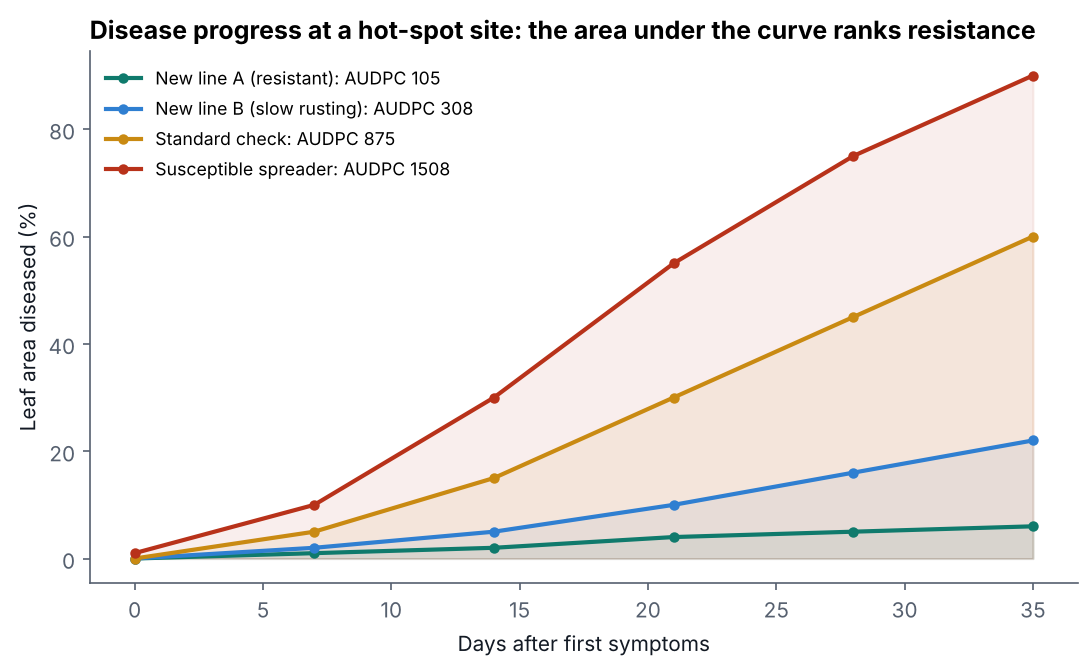 Disease progress at a hot-spot site: the area under the curve ranks resistance
New line A (resistant): AUDPC 105
New line B (slow rusting): AUDPC 308
Standard check: AUDPC 875
Susceptible spreader: AUDPC 1508
Leaf area diseased (%)
80
60
40
20
0
0 5 10 15 20 25 30 35
Days after first symptoms